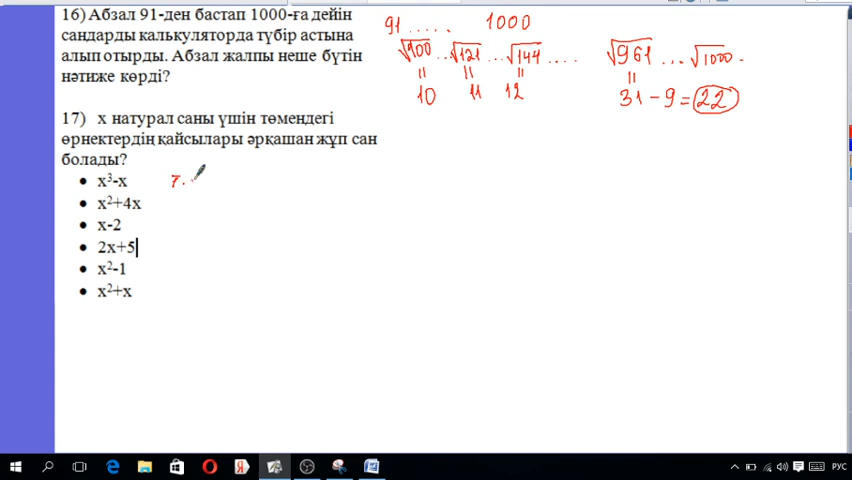 16) Абзал 91-ден бастап 1000-ға дейін
сандарды калькуляторда түбір астына
алып отырды. Абзал жалпы неше бүтін
нәтиже көрді?
91 ..... 1000
√100 ... √121 ... √144 .... √961 ... √1000.
10 11 12 31 - 9 = 22
17) х натурал саны үшін төмендегі
өрнектердің қайсылары әрқашан жұп сан
болады?
• x³-x 7.
• x²+4x
• x-2
• 2x+5
• x²-1
• x²+x
РУС